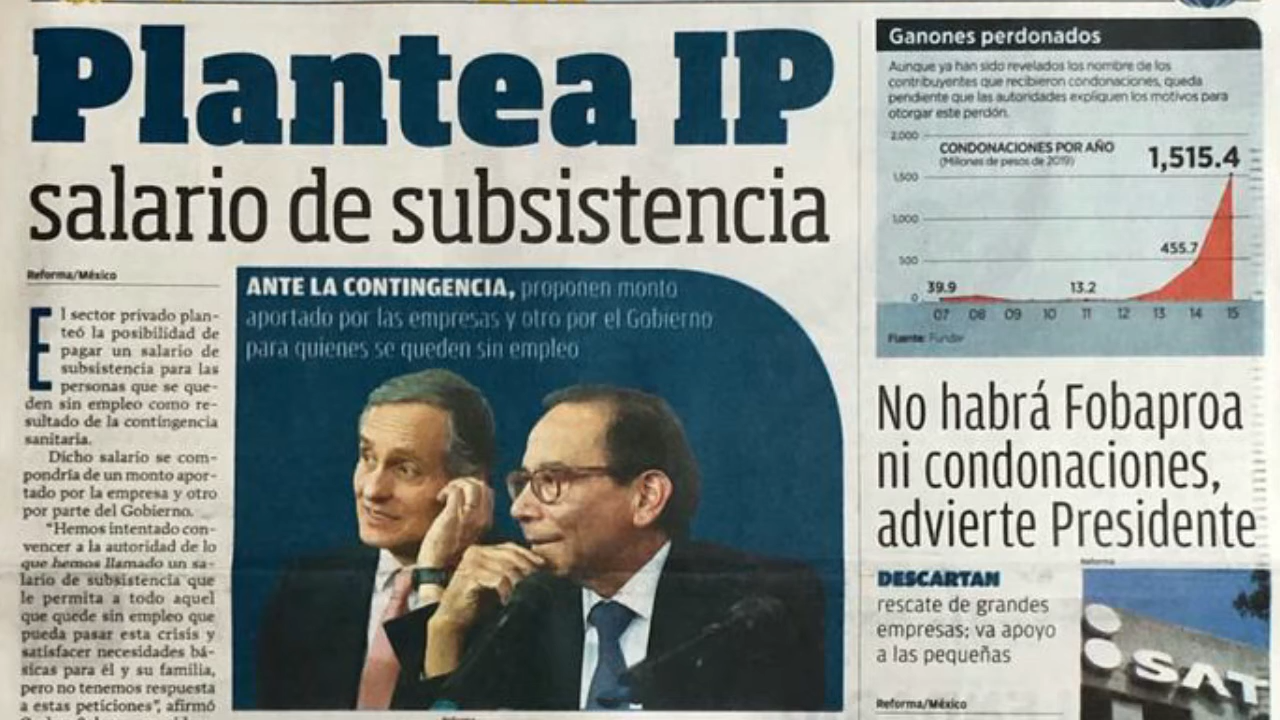 Plantea IP
salario de subsistencia
Reforma/México
El sector privado plan-
teó la posibilidad de
pagar un salario de
subsistencia para las
personas que se que-
den sin empleo como re-
sultado de la contingencia
sanitaria.
Dicho salario se com-
pondría de un monto apor-
tado por la empresa y otro
por parte del Gobierno.
"Hemos intentado con-
vencer a la autoridad de lo
que hemos llamado un sa-
lario de subsistencia que
le permita a todo aquel
que quede sin empleo que
pueda pasar esta crisis y
satisfacer necesidades bá-
sicas para él y su familia,
pero no tenemos respuesta
a estas peticiones", afirmó
ANTE LA CONTINGENCIA, proponen monto
aportado por las empresas y otro por el Gobierno
para quienes se queden sin empleo
Reforma
Ganones perdonados
Aunque ya han sido revelados los nombre de los
contribuyentes que recibieron condonaciones, queda
pendiente que las autoridades expliquen los motivos para
otorgar este perdón.
CONDONACIONES POR AÑO
(Millones de pesos de 2019)
2,000
1,500
1,000
500
0
39.9
13.2
455.7
1,515.4
07 08 09 10 11 12 13 14 15
Fuente: Fundar
No habrá Fobaproa
ni condonaciones,
advierte Presidente
DESCARTAN
rescate de grandes
empresas; va apoyo
a las pequeñas
Reforma/México
Reforma
SAT